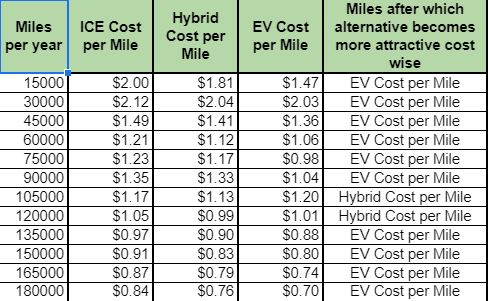 Miles per year | ICE Cost per Mile | Hybrid Cost per Mile | EV Cost per Mile | Miles after which alternative becomes more attractive cost wise
15000 $2.00 $1.81 $1.47 EV Cost per Mile
30000 $2.12 $2.04 $2.03 EV Cost per Mile
45000 $1.49 $1.41 $1.36 EV Cost per Mile
60000 $1.21 $1.12 $1.06 EV Cost per Mile
75000 $1.23 $1.17 $0.98 EV Cost per Mile
90000 $1.35 $1.33 $1.04 EV Cost per Mile
105000 $1.17 $1.13 $1.20 Hybrid Cost per Mile
120000 $1.05 $0.99 $1.01 Hybrid Cost per Mile
135000 $0.97 $0.90 $0.88 EV Cost per Mile
150000 $0.91 $0.83 $0.80 EV Cost per Mile
165000 $0.87 $0.79 $0.74 EV Cost per Mile
180000 $0.84 $0.76 $0.70 EV Cost per Mile